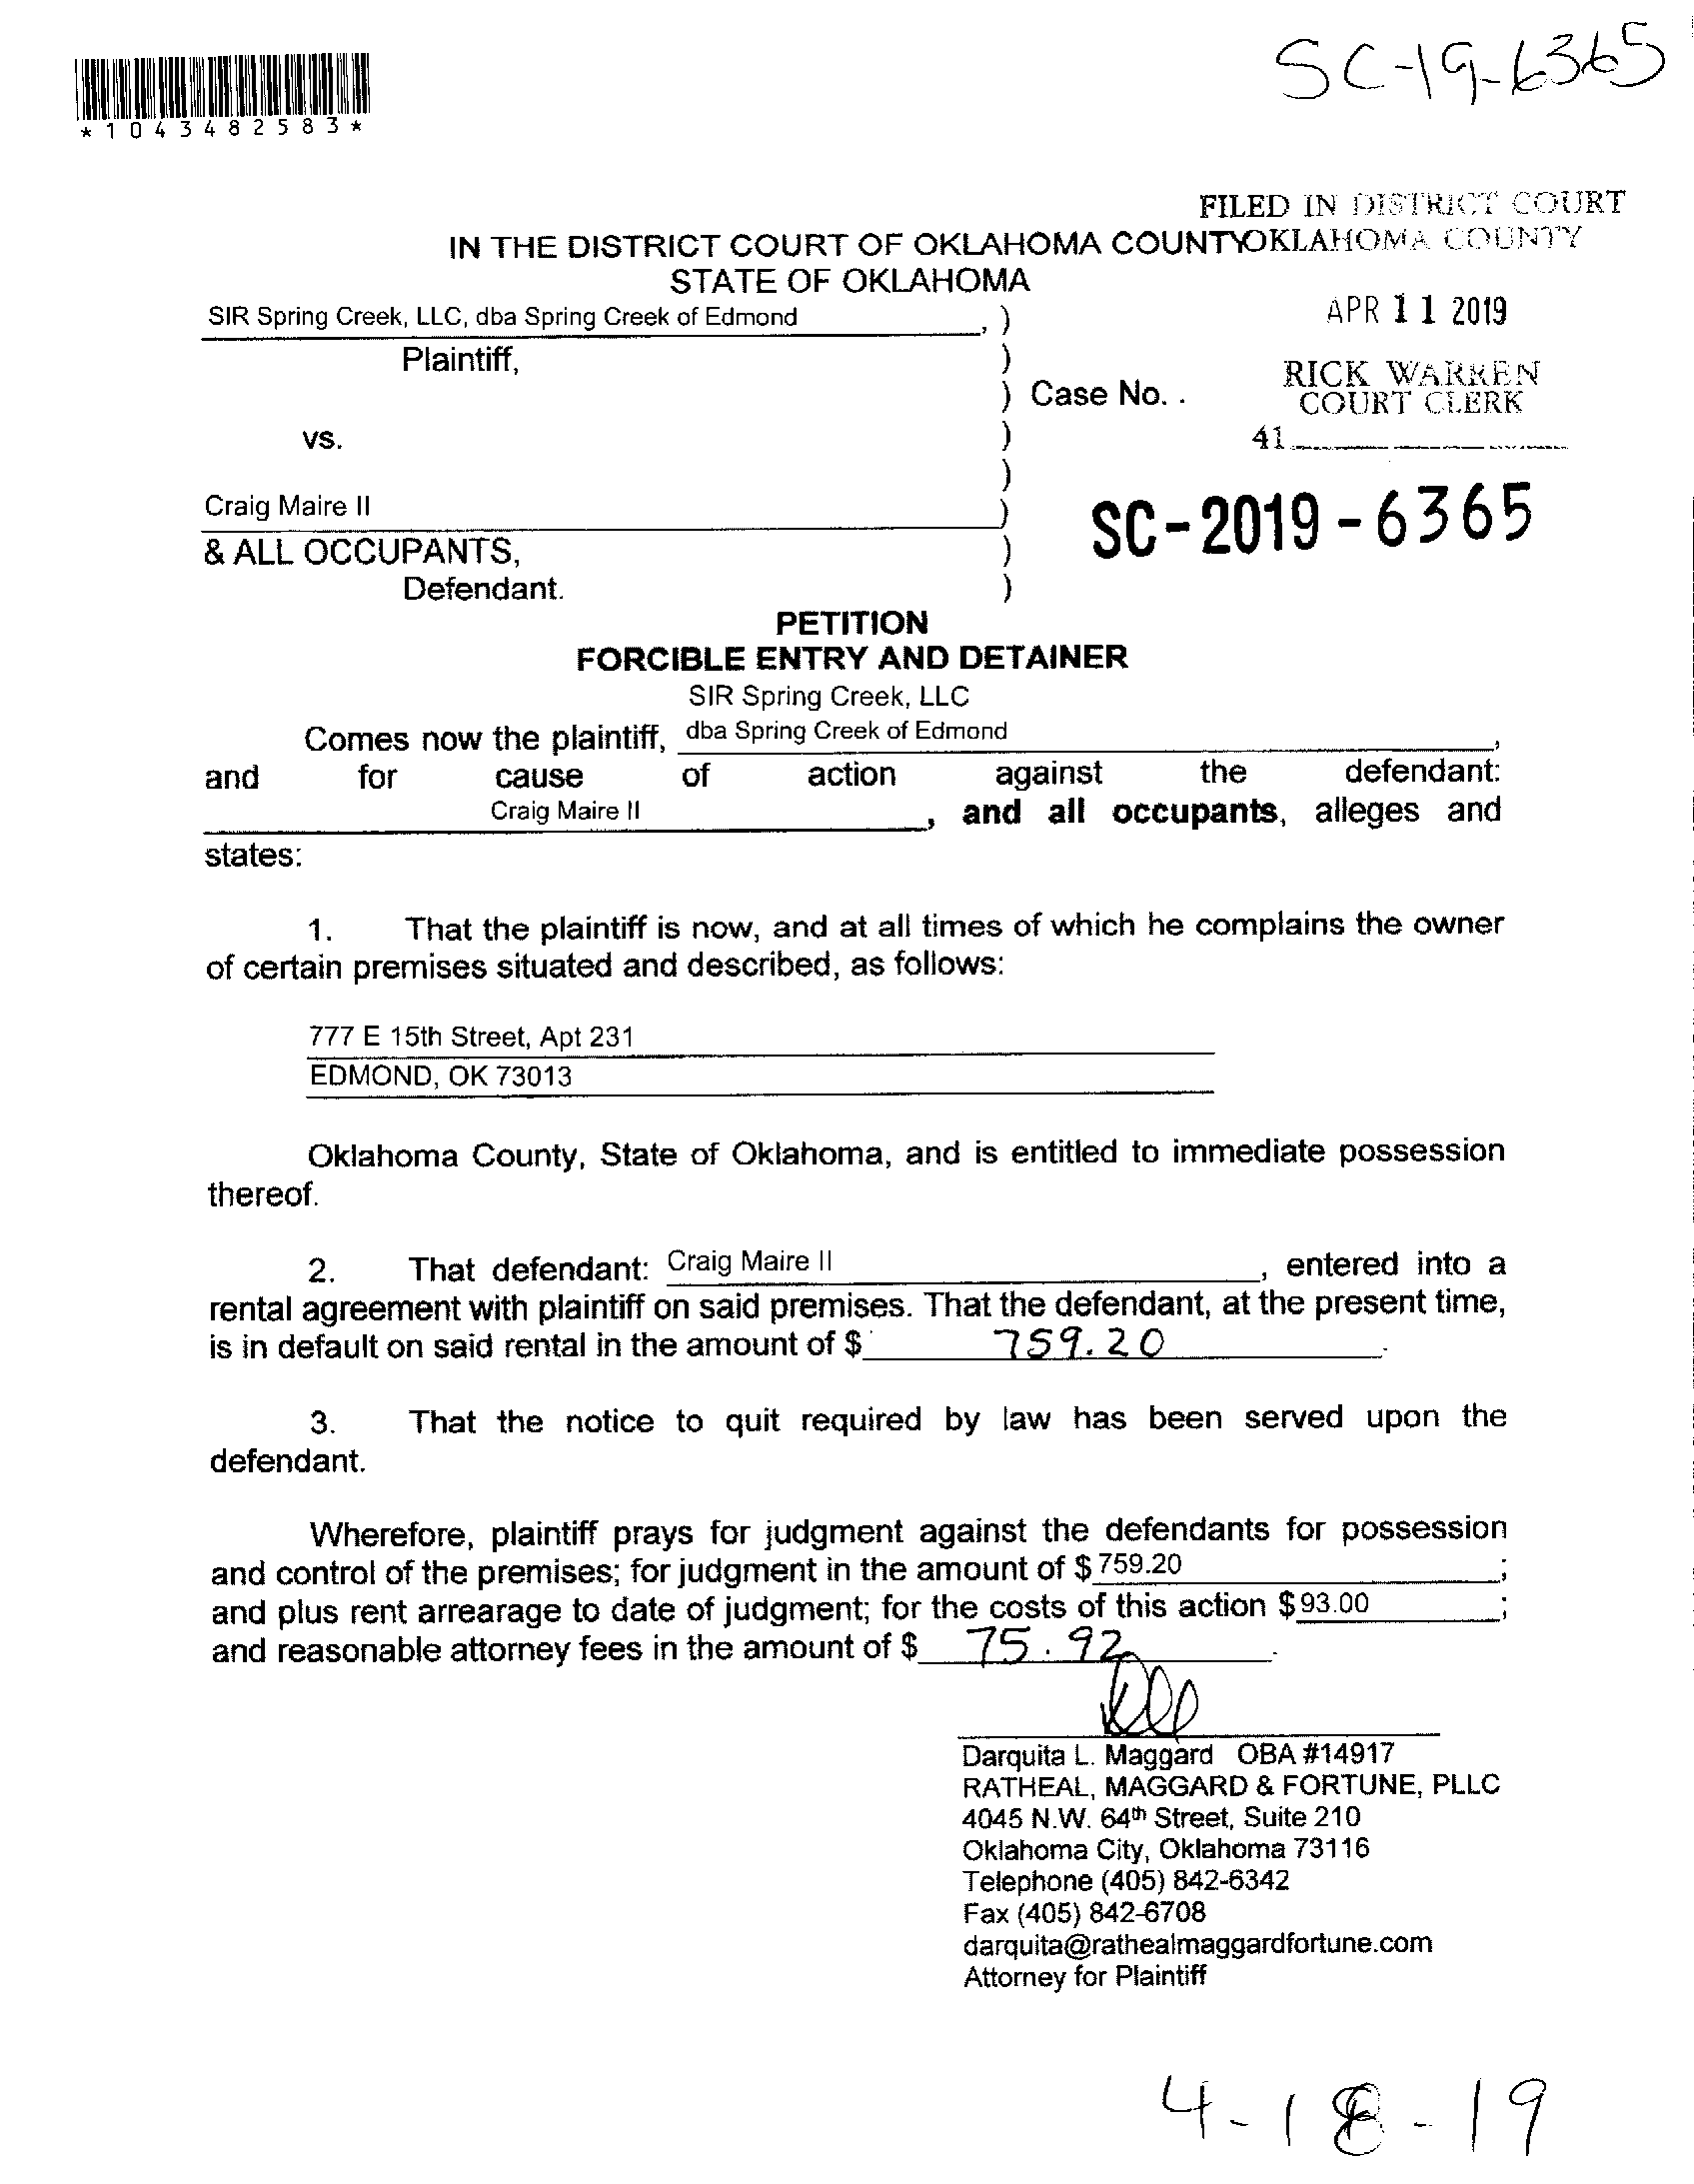 SC-19-6365
*1043482583*
FILED IN DISTRICT COURT
IN THE DISTRICT COURT OF OKLAHOMA COUNTY OKLAHOMA COUNTY
STATE OF OKLAHOMA
SIR Spring Creek, LLC, dba Spring Creek of Edmond , )
APR 11 2019
Plaintiff, )
RICK WARREN
) Case No. .
COURT CLERK
vs. )
41
)
Craig Maire II )
SC-2019-6365
& ALL OCCUPANTS, )
Defendant. )
PETITION
FORCIBLE ENTRY AND DETAINER
SIR Spring Creek, LLC
Comes now the plaintiff, dba Spring Creek of Edmond ,
and for cause of action against the defendant:
Craig Maire II , and all occupants, alleges and
states:
1. That the plaintiff is now, and at all times of which he complains the owner
of certain premises situated and described, as follows:
777 E 15th Street, Apt 231
EDMOND, OK 73013
Oklahoma County, State of Oklahoma, and is entitled to immediate possession
thereof.
2. That defendant: Craig Maire II , entered into a
rental agreement with plaintiff on said premises. That the defendant, at the present time,
is in default on said rental in the amount of $ 759.20 .
3. That the notice to quit required by law has been served upon the
defendant.
Wherefore, plaintiff prays for judgment against the defendants for possession
and control of the premises; for judgment in the amount of $ 759.20 ;
and plus rent arrearage to date of judgment; for the costs of this action $ 93.00 ;
and reasonable attorney fees in the amount of $ 75.92 .
Darquita L. Maggard OBA #14917
RATHEAL, MAGGARD & FORTUNE, PLLC
4045 N.W. 64th Street, Suite 210
Oklahoma City, Oklahoma 73116
Telephone (405) 842-6342
Fax (405) 842-6708
darquita@rathealmaggardfortune.com
Attorney for Plaintiff
4-18-19